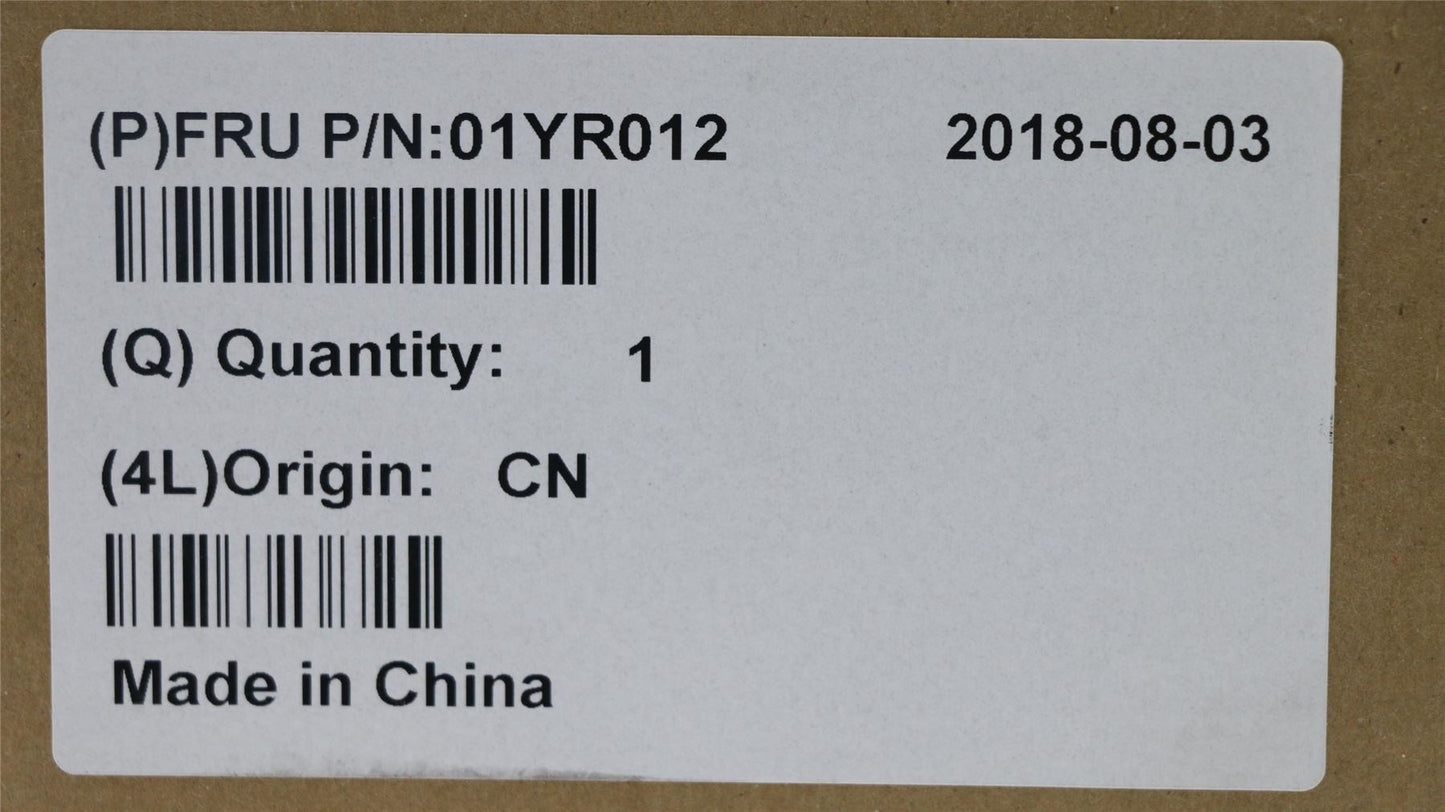 (P)FRU P/N:01YR012 2018-08-03
(Q) Quantity: 1
(4L)Origin: CN
Made in China